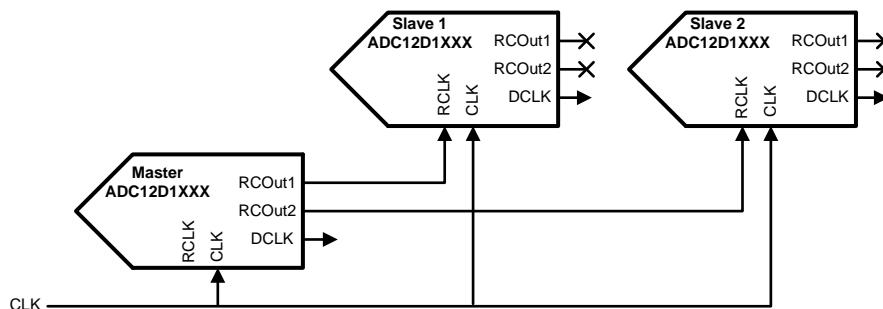 Slave 1
ADC12D1XXX
RCOut1
RCOut2
DCLK
RCLK
CLK
Slave 2
ADC12D1XXX
RCOut1
RCOut2
DCLK
RCLK
CLK
Master
ADC12D1XXX
RCOut1
RCOut2
DCLK
RCLK
CLK
CLK